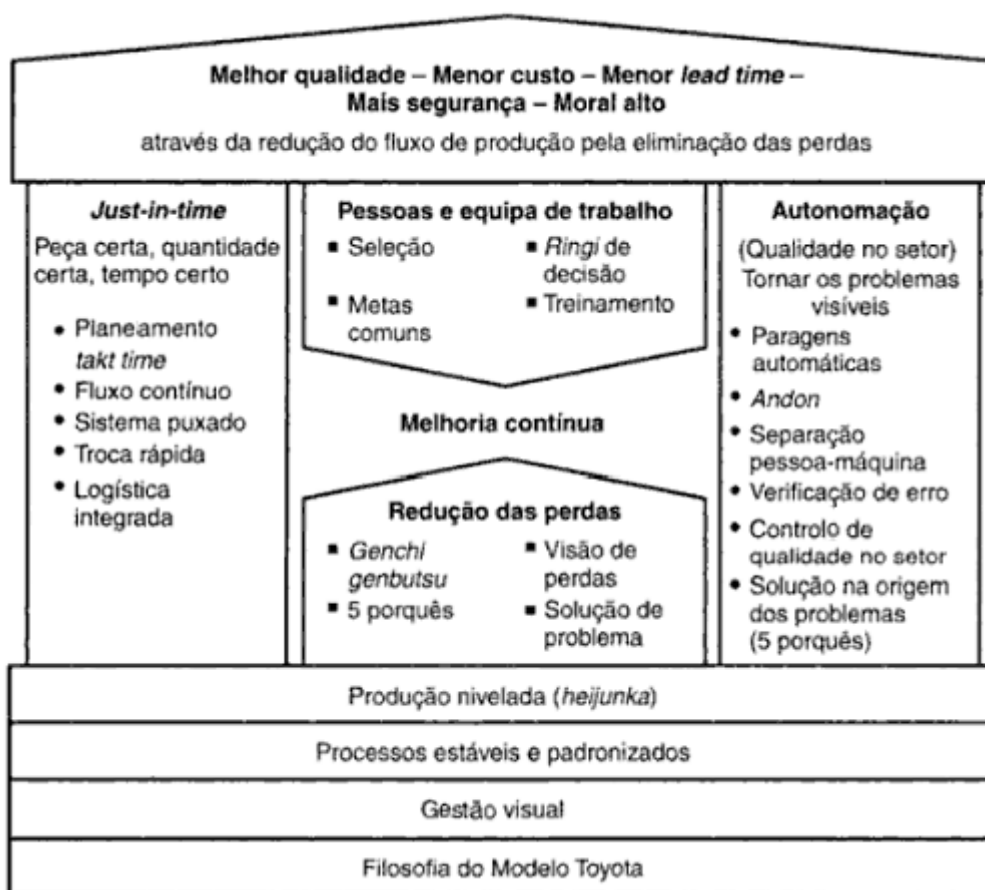 Melhor qualidade – Menor custo – Menor lead time –
Mais segurança – Moral alto
através da redução do fluxo de produção pela eliminação das perdas
Just-in-time
Peça certa, quantidade
certa, tempo certo
• Planeamento
takt time
• Fluxo contínuo
• Sistema puxado
• Troca rápida
• Logística
integrada
Pessoas e equipa de trabalho
▪ Seleção
▪ Metas
comuns
▪ Ringi de
decisão
▪ Treinamento
Melhoria contínua
Redução das perdas
▪ Genchi
genbutsu
▪ 5 porquês
▪ Visão de
perdas
▪ Solução de
problema
Autonomação
(Qualidade no setor)
Tornar os problemas
visíveis
• Paragens
automáticas
• Andon
• Separação
pessoa-máquina
• Verificação de erro
• Controlo de
qualidade no setor
• Solução na origem
dos problemas
(5 porquês)
Produção nivelada (heijunka)
Processos estáveis e padronizados
Gestão visual
Filosofia do Modelo Toyota